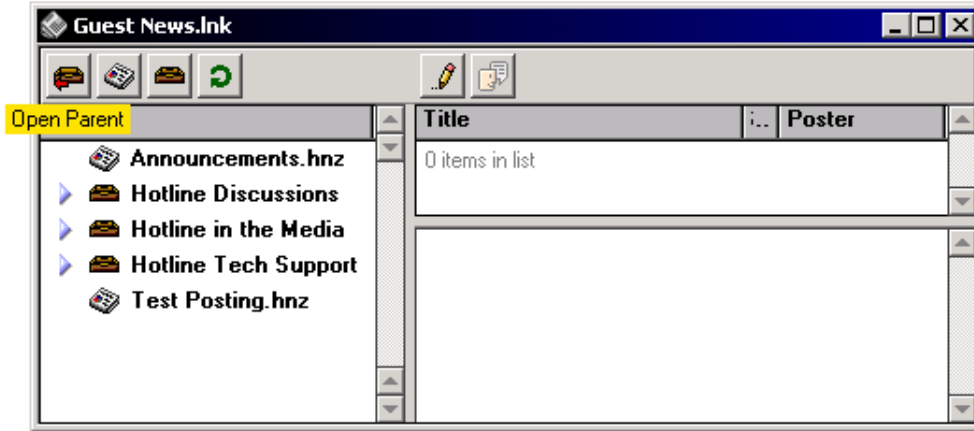 Guest News.lnk
Open Parent
Title i.. Poster
Announcements.hnz
0 items in list
Hotline Discussions
Hotline in the Media
Hotline Tech Support
Test Posting.hnz